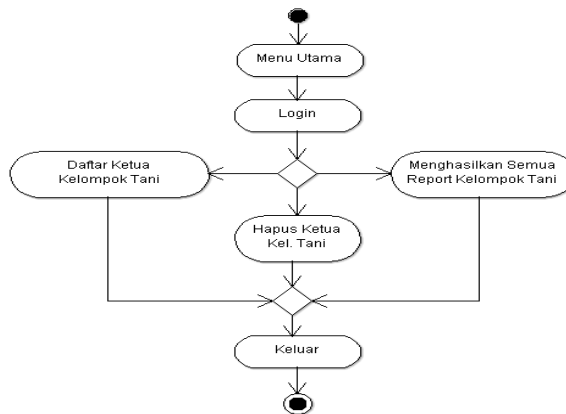 Menu Utama
Login
Daftar Ketua
Kelompok Tani
Menghasilkan Semua
Report Kelompok Tani
Hapus Ketua
Kel. Tani
Keluar